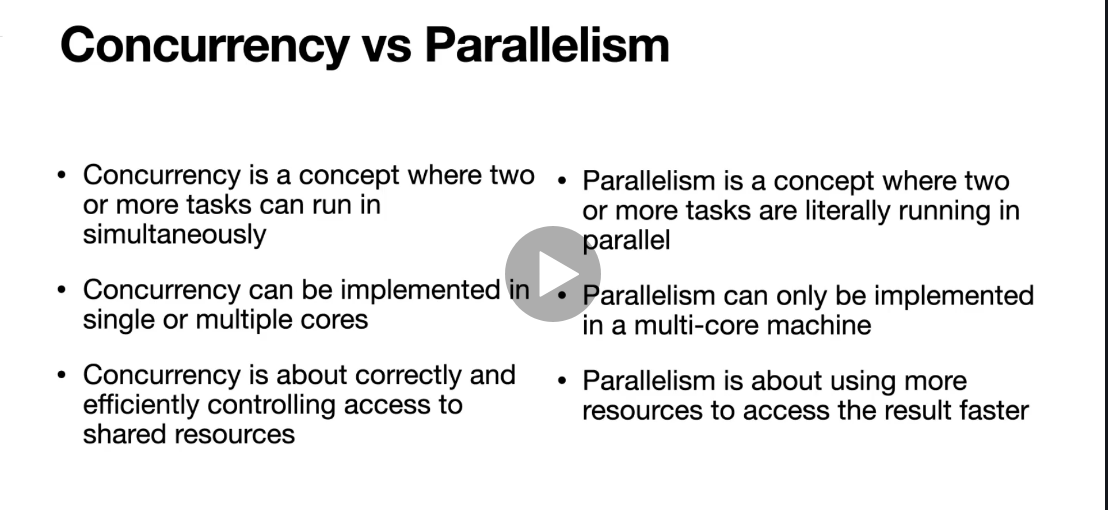 Concurrency vs Parallelism
• Concurrency is a concept where two
or more tasks can run in
simultaneously
• Concurrency can be implemented in
single or multiple cores
• Concurrency is about correctly and
efficiently controlling access to
shared resources
• Parallelism is a concept where two
or more tasks are literally running in
parallel
• Parallelism can only be implemented
in a multi-core machine
• Parallelism is about using more
resources to access the result faster